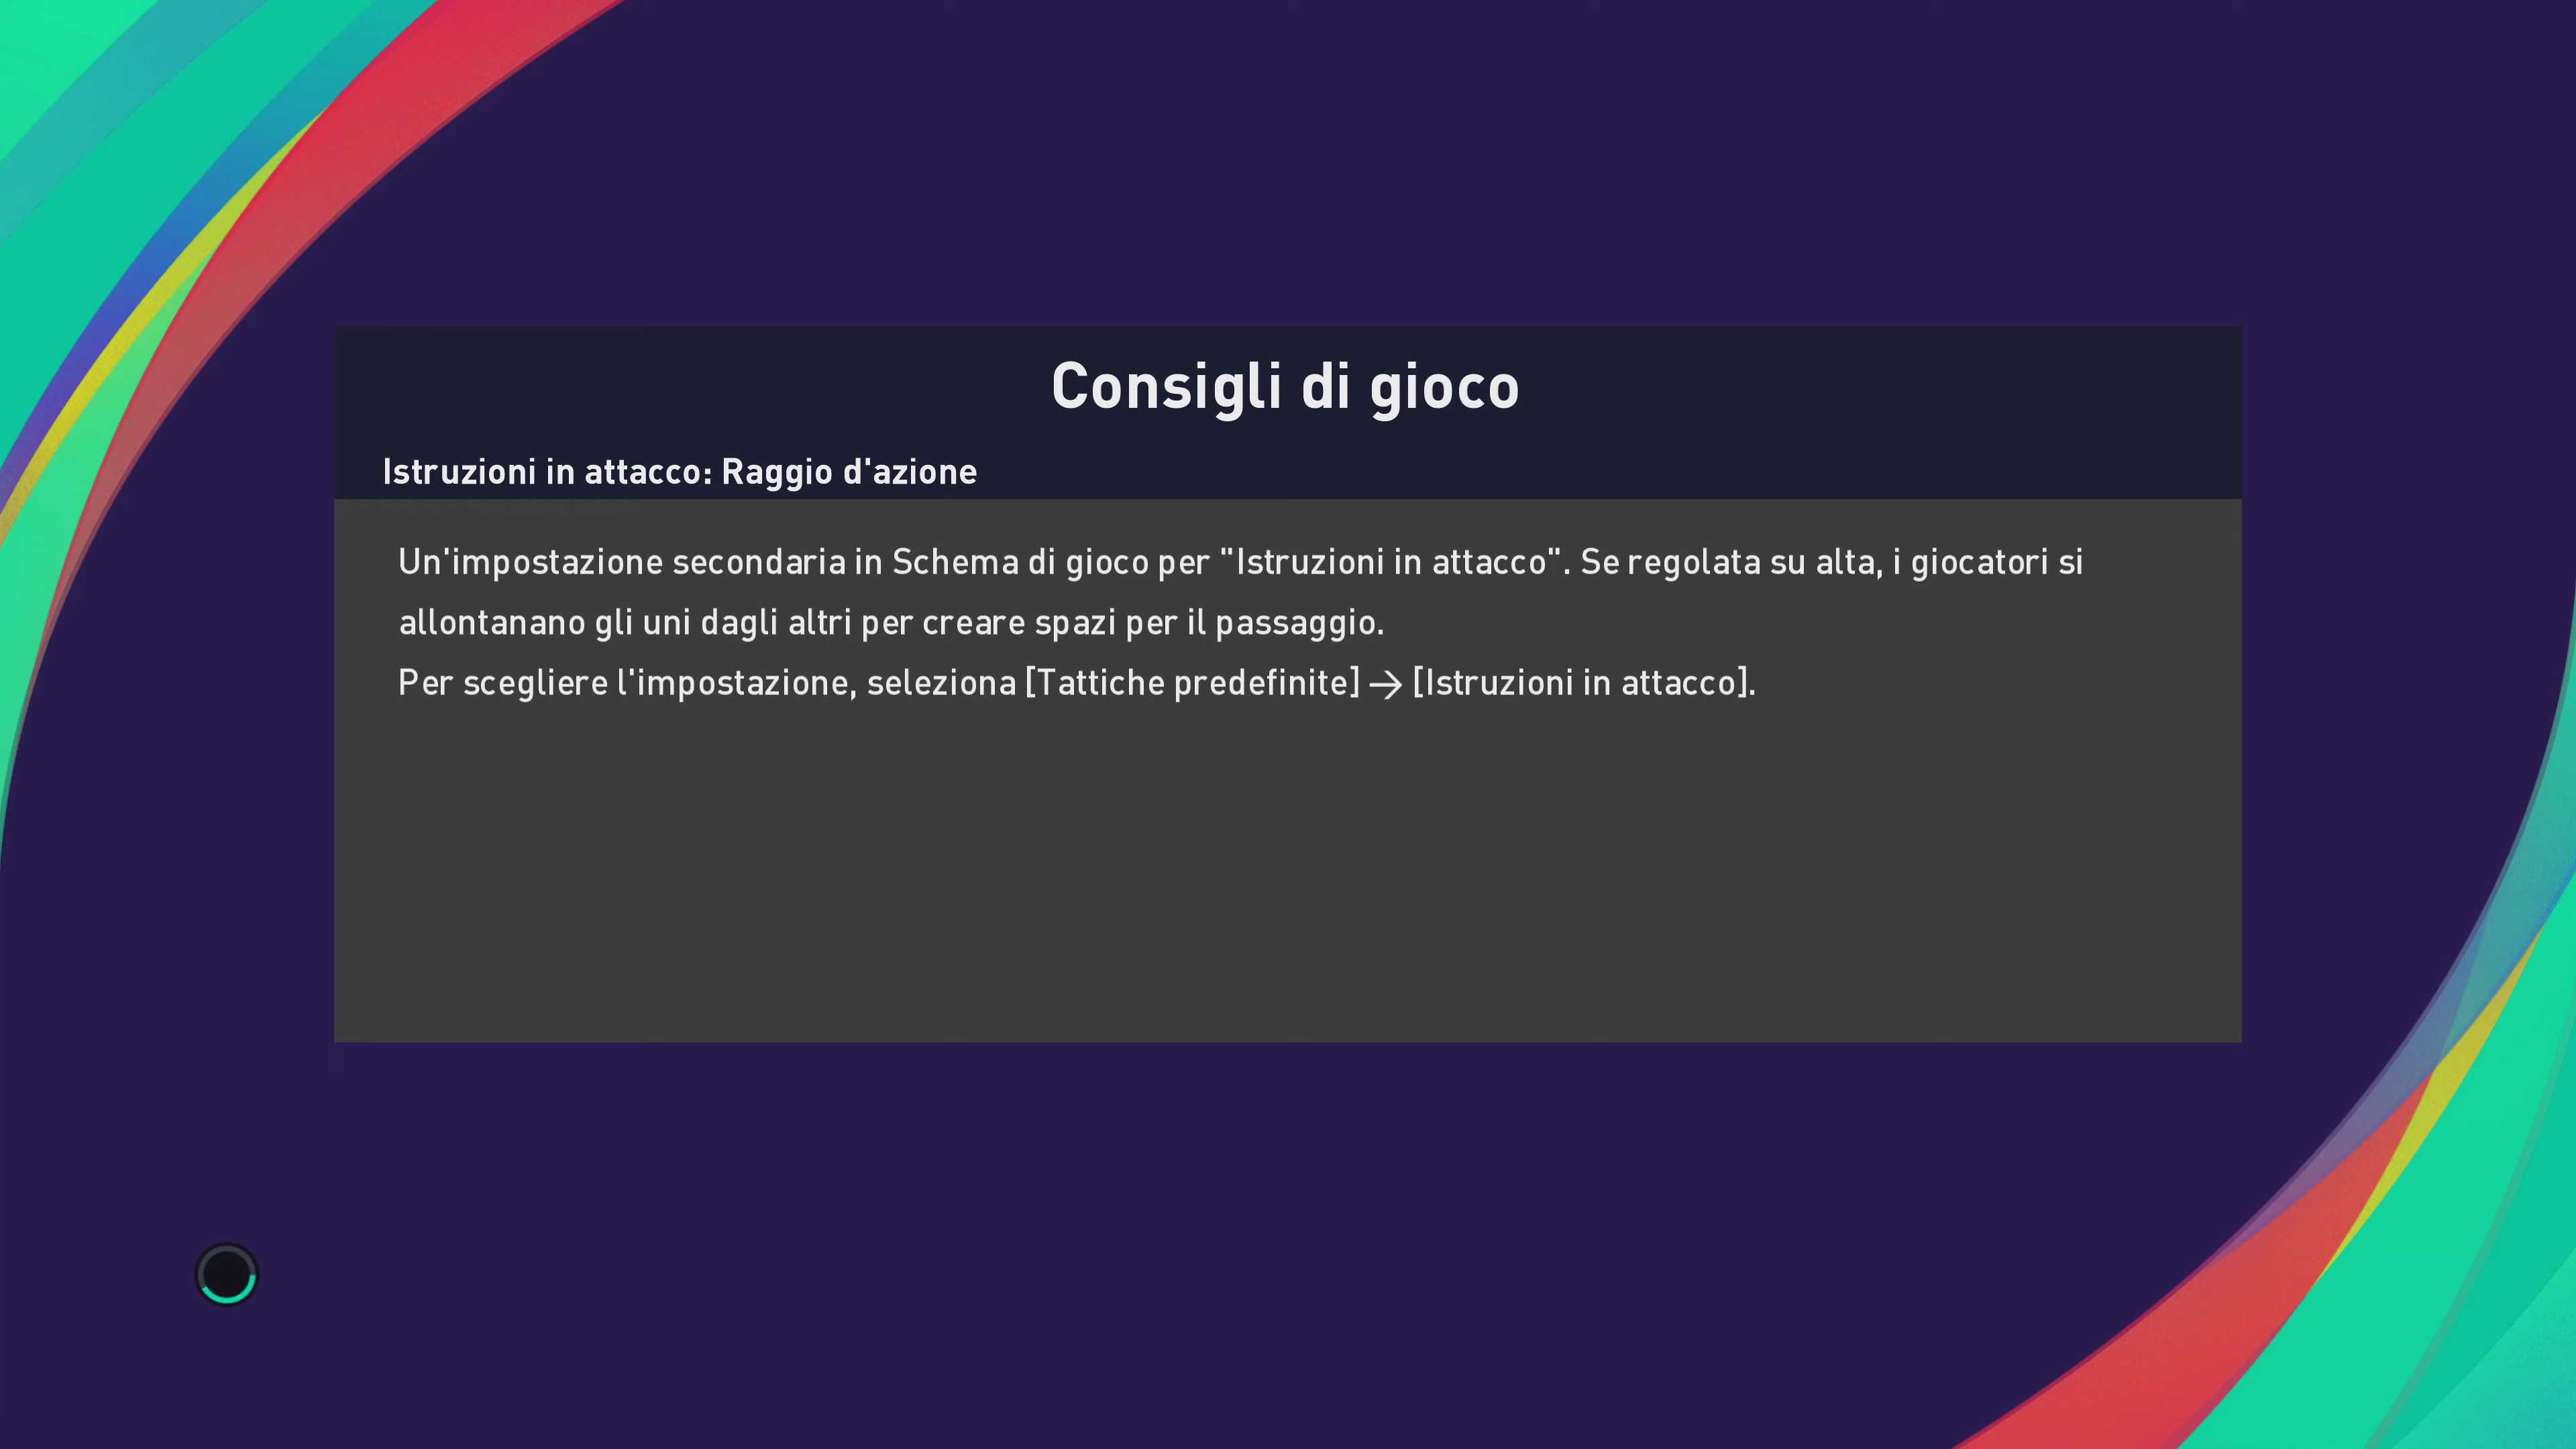 Consigli di gioco
Istruzioni in attacco: Raggio d'azione
Un'impostazione secondaria in Schema di gioco per "Istruzioni in attacco". Se regolata su alta, i giocatori si
allontanano gli uni dagli altri per creare spazi per il passaggio.
Per scegliere l'impostazione, seleziona [Tattiche predefinite] → [Istruzioni in attacco].